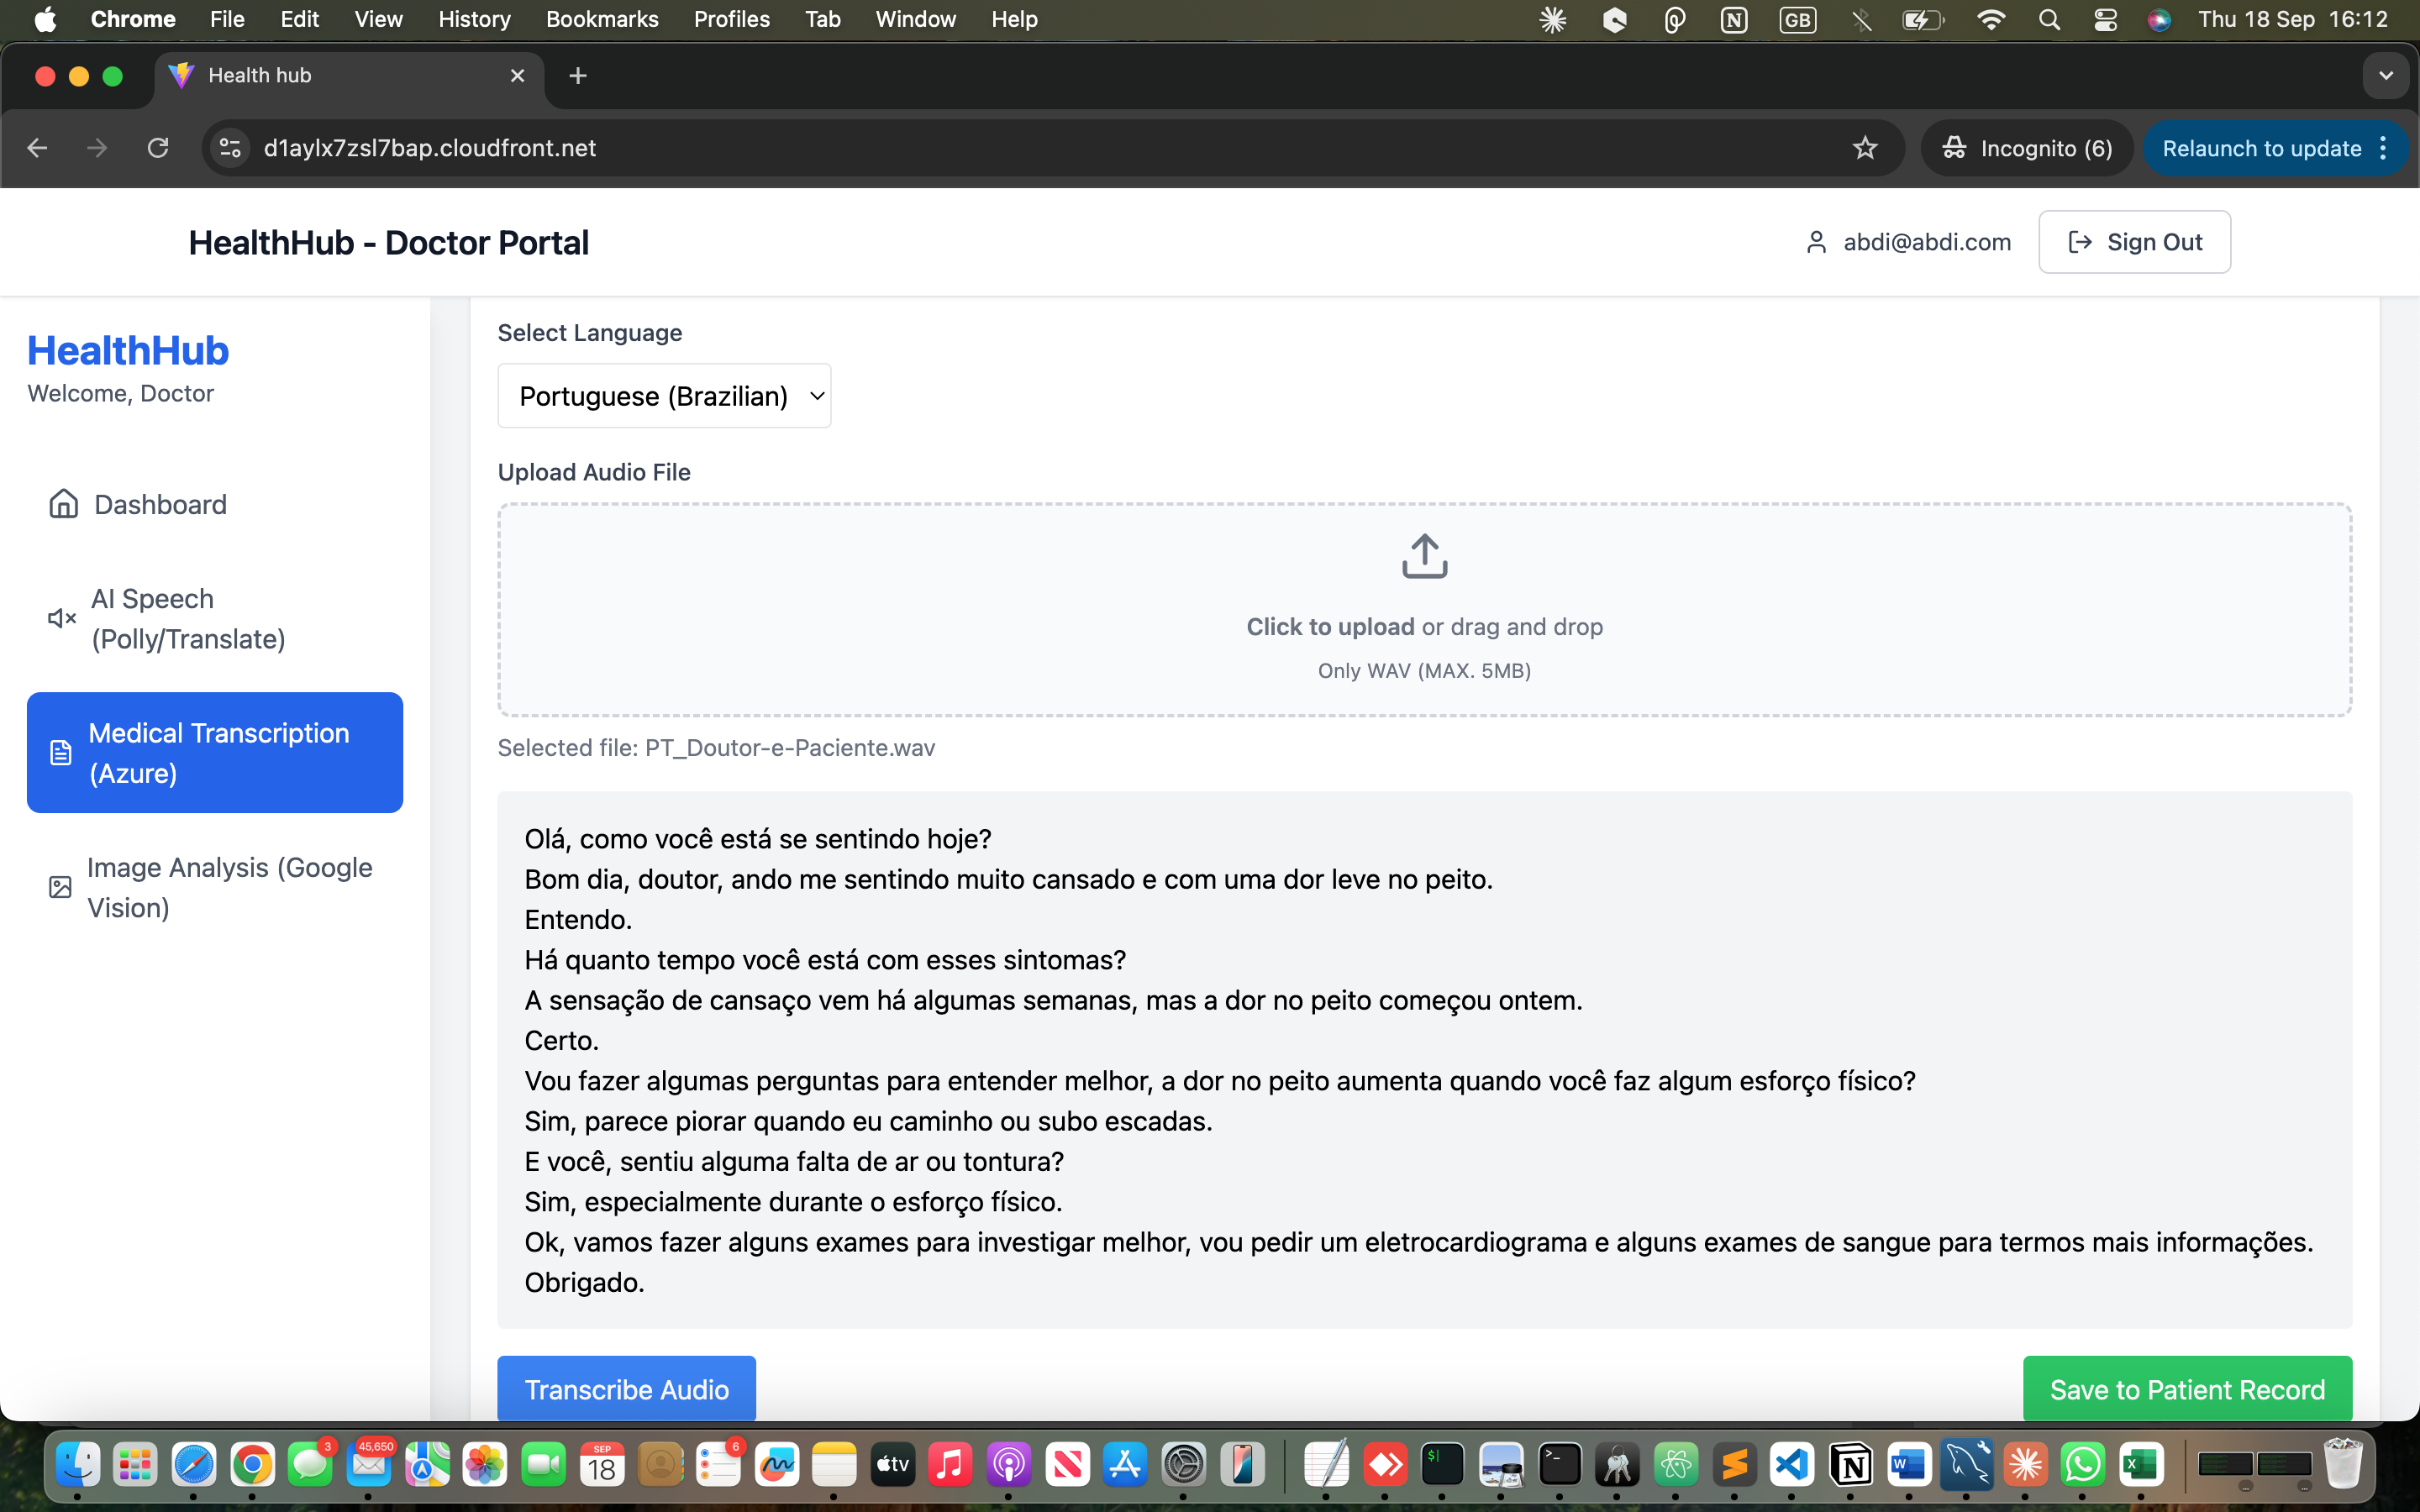 Chrome File Edit View History Bookmarks Profiles Tab Window Help GB Thu 18 Sep 16:12
Health hub
d1aylx7zsl7bap.cloudfront.net Incognito (6) Relaunch to update
HealthHub - Doctor Portal abdi@abdi.com Sign Out
HealthHub
Welcome, Doctor
Dashboard
AI Speech
(Polly/Translate)
Medical Transcription
(Azure)
Image Analysis (Google
Vision)
Select Language
Portuguese (Brazilian)
Upload Audio File
Click to upload or drag and drop
Only WAV (MAX. 5MB)
Selected file: PT_Doutor-e-Paciente.wav
Olá, como você está se sentindo hoje?
Bom dia, doutor, ando me sentindo muito cansado e com uma dor leve no peito.
Entendo.
Há quanto tempo você está com esses sintomas?
A sensação de cansaço vem há algumas semanas, mas a dor no peito começou ontem.
Certo.
Vou fazer algumas perguntas para entender melhor, a dor no peito aumenta quando você faz algum esforço físico?
Sim, parece piorar quando eu caminho ou subo escadas.
E você, sentiu alguma falta de ar ou tontura?
Sim, especialmente durante o esforço físico.
Ok, vamos fazer alguns exames para investigar melhor, vou pedir um eletrocardiograma e alguns exames de sangue para termos mais informações.
Obrigado.
Transcribe Audio Save to Patient Record
3 45,650 SEP 18 6 tv